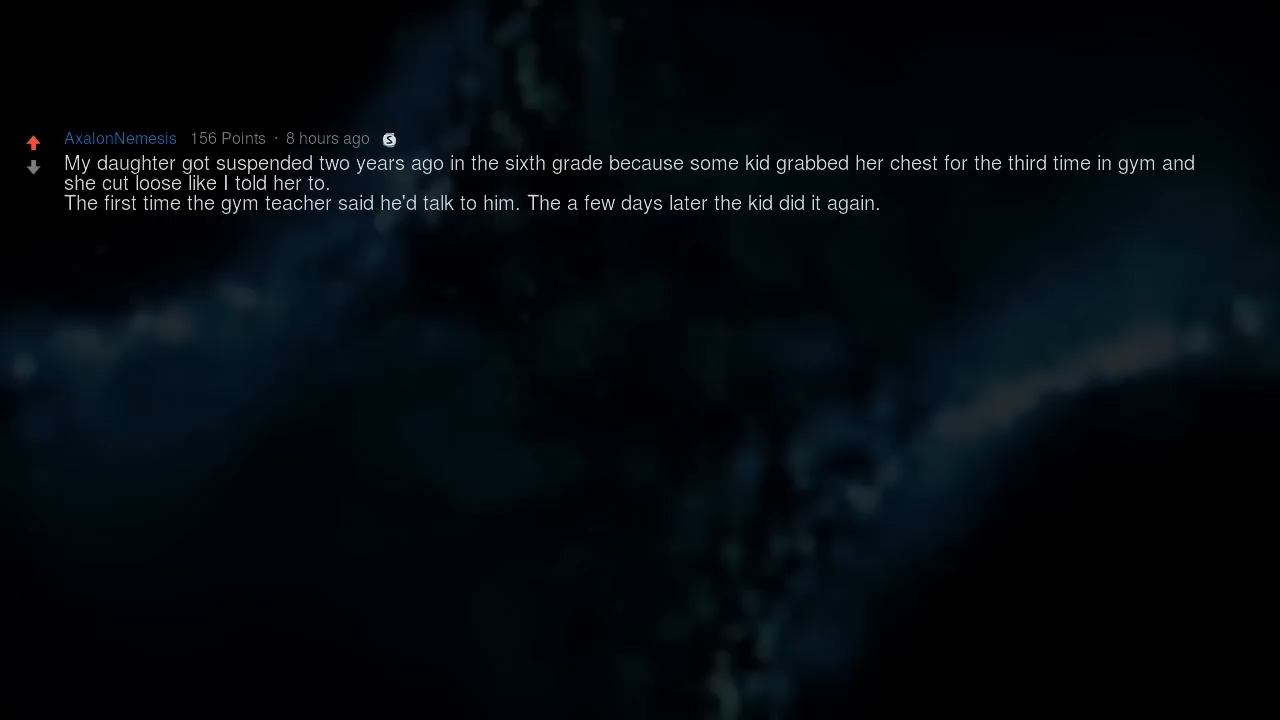 AxalonNemesis 156 Points · 8 hours ago S
My daughter got suspended two years ago in the sixth grade because some kid grabbed her chest for the third time in gym and
she cut loose like I told her to.
The first time the gym teacher said he'd talk to him. The a few days later the kid did it again.